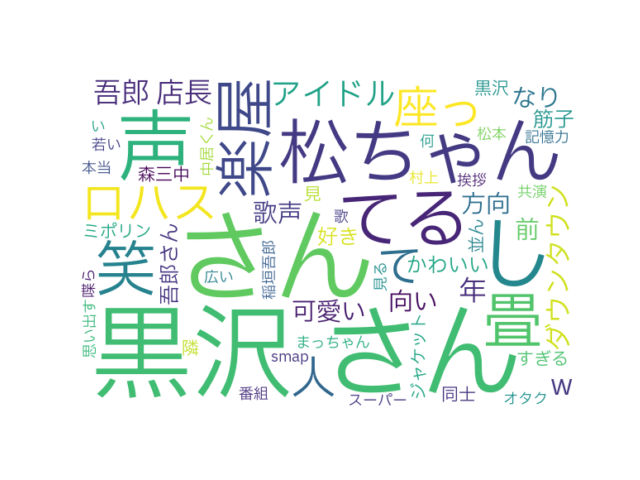 吾郎 店長
楽屋
アイドル
座っ
黒沢
なり
筋子
い
若い
本当
声
中居くん
松ちゃん
何
松本
記憶力
森三中
村上
挨拶
共演
ロハス
歌声
見
歌
てる
方向
前
ダウンタウン
ミポリン
吾郎さん
好き
並ん
笑
さん
て
し
かわいい
広い
稲垣吾郎
見る
喋ら
思い出す
可愛い
向い
年
畳
黒沢さん
隣
まっちゃん
smap
人
ジャケット
すぎる
w
番組
スーパー
同士
オタク